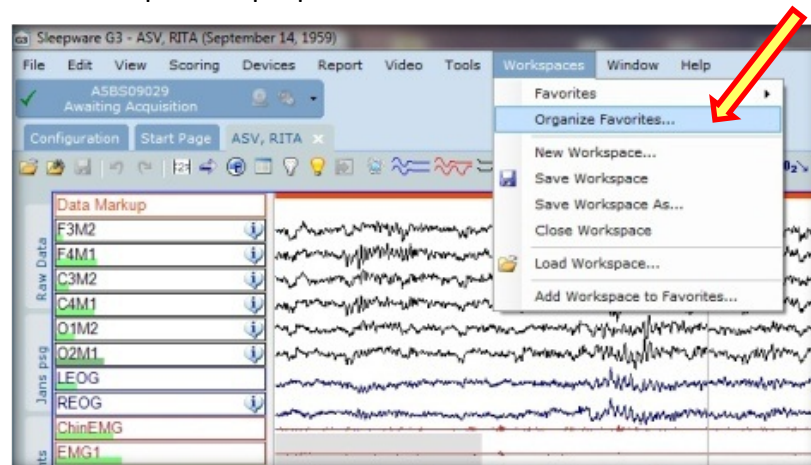 G3 Sleepware G3 - ASV, RITA (September 14, 1959)
File Edit View Scoring Devices Report Video Tools Workspaces Window Help
ASBS09029
Awaiting Acquisition
Configuration Start Page ASV, RITA
Favorites
Organize Favorites...
New Workspace...
Save Workspace
Save Workspace As...
Close Workspace
Load Workspace...
Add Workspace to Favorites...
Raw Data
Jans psg
Data Markup
F3M2
F4M1
C3M2
C4M1
O1M2
O2M1
LEOG
REOG
ChinEMG
EMG1